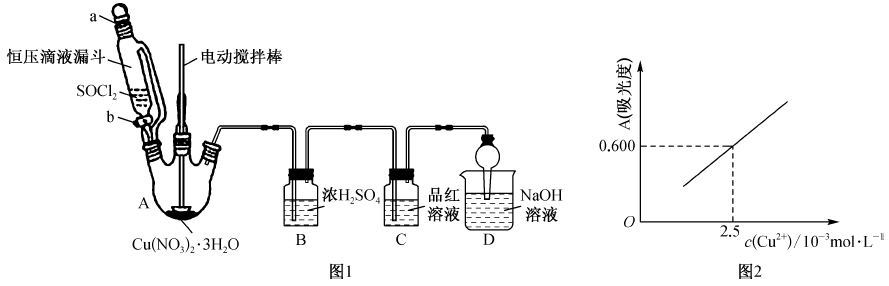 a
恒压滴液漏斗
电动搅拌棒
SOCl₂
b
A
Cu(NO₃)₂·3H₂O
浓H₂SO₄
B
品红
溶液
C
NaOH
溶液
D
图1
A(吸光度)
0.600
O
2.5
c(Cu²⁺)/10⁻³mol·L⁻¹
图2